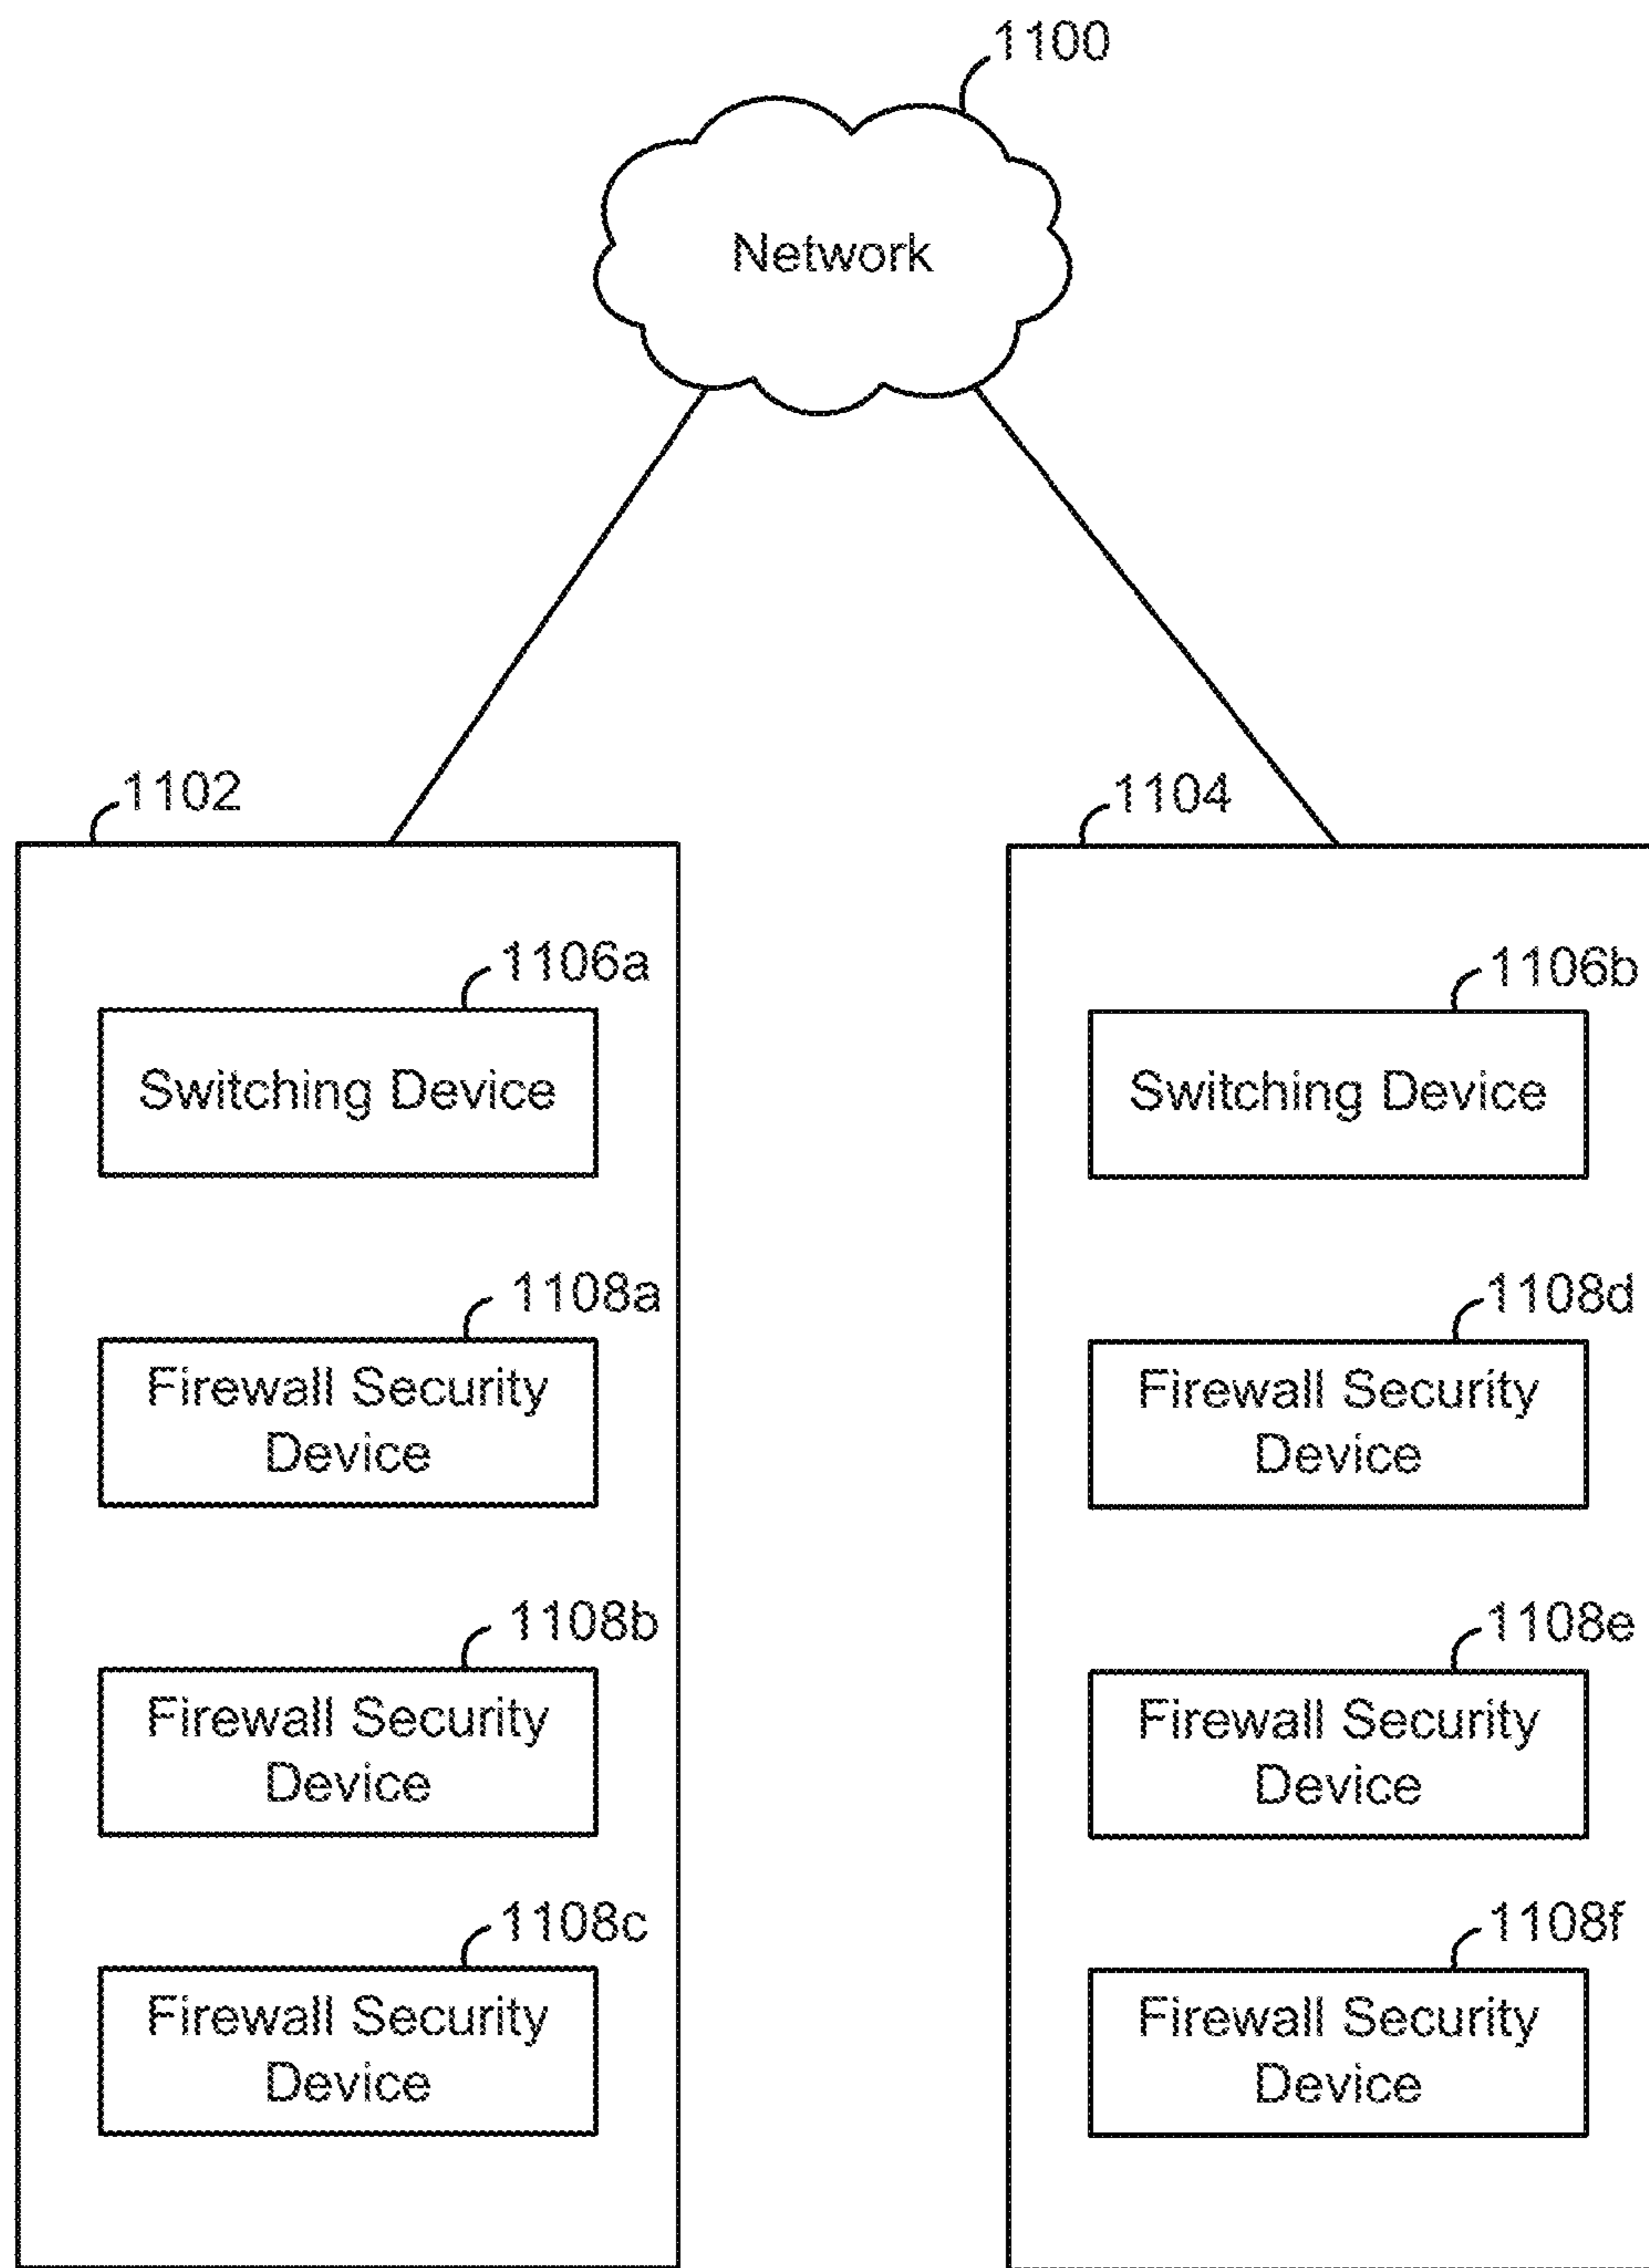 1100
Network
1102
1104
1106a
Switching Device
1106b
Switching Device
1108a
Firewall Security
Device
1108d
Firewall Security
Device
1108b
Firewall Security
Device
1108e
Firewall Security
Device
1108c
Firewall Security
Device
1108f
Firewall Security
Device